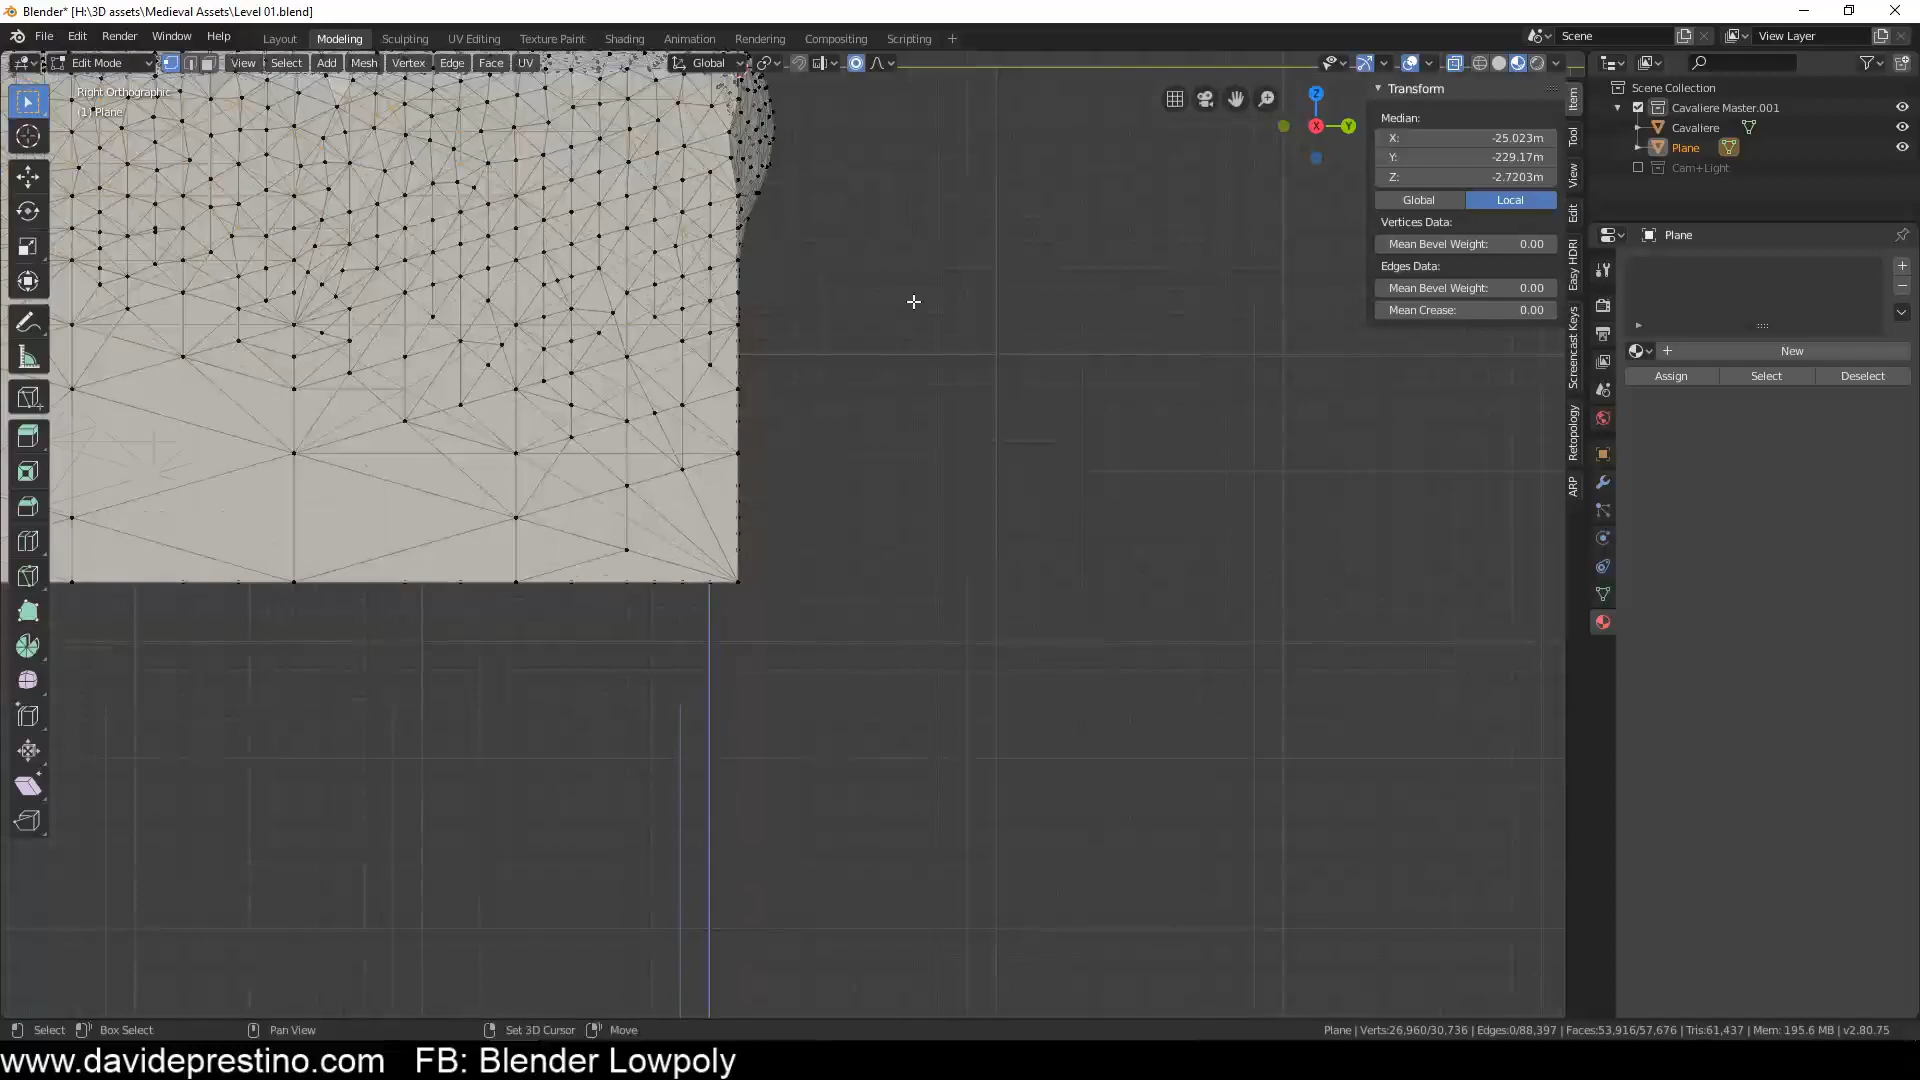 Blender* [H:\3D assets\Medieval Assets\Level 01.blend]
File Edit Render Window Help Layout Modeling Sculpting UV Editing Texture Paint Shading Animation Rendering Compositing Scripting + Scene View Layer
Edit Mode View Select Add Mesh Vertex Edge Face UV Global
Right Orthographic
(1) Plane
Z
X
Y
Transform
Median:
X: -25.023m
Y: -229.17m
Z: -2.7203m
Global Local
Vertices Data:
Mean Bevel Weight: 0.00
Edges Data:
Mean Bevel Weight: 0.00
Mean Crease: 0.00
Item
Tool
View
Edit
Easy HDRI
Screencast Keys
Retopology
ARP
Scene Collection
Cavaliere Master.001
Cavaliere
Plane
Cam+Light
Plane
New
Assign Select Deselect
Select Box Select Pan View Set 3D Cursor Move
Plane | Verts:26,960/30,736 | Edges:0/88,397 | Faces:53,916/57,676 | Tris:61,437 | Mem: 195.6 MB | v2.80.75
www.davideprestino.com FB: Blender Lowpoly